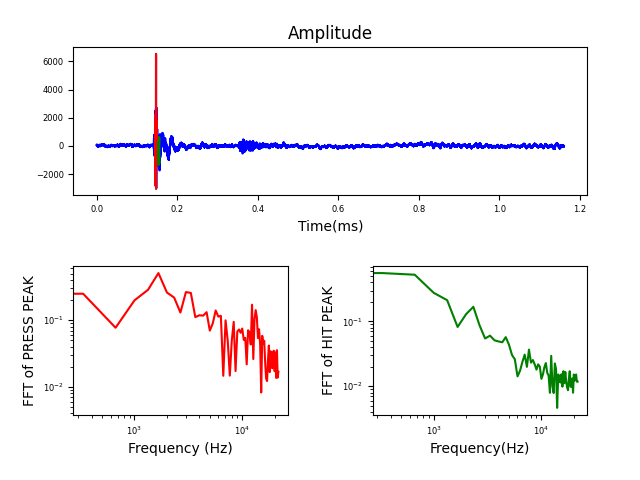 Amplitude
6000
4000
2000
0
−2000
0.0 0.2 0.4 0.6 0.8 1.0 1.2
Time(ms)
FFT of PRESS PEAK
10⁻¹
10⁻²
10³ 10⁴
Frequency (Hz)
FFT of HIT PEAK
10⁻¹
10⁻²
10³ 10⁴
Frequency(Hz)